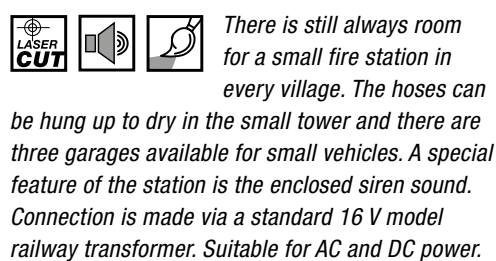 LASER
CUT
There is still always room
for a small fire station in
every village. The hoses can
be hung up to dry in the small tower and there are
three garages available for small vehicles. A special
feature of the station is the enclosed siren sound.
Connection is made via a standard 16 V model
railway transformer. Suitable for AC and DC power.